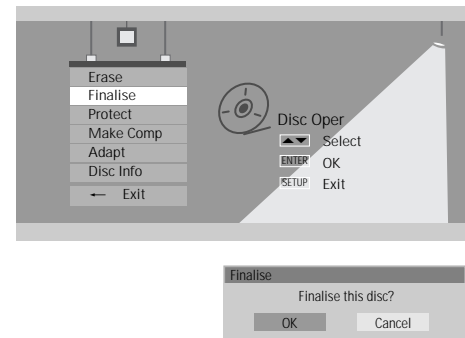 Erase
Finalise
Protect
Make Comp
Adapt
Disc Info
← Exit
Disc Oper
▲▼ Select
ENTER OK
SETUP Exit
Finalise
Finalise this disc?
OK Cancel